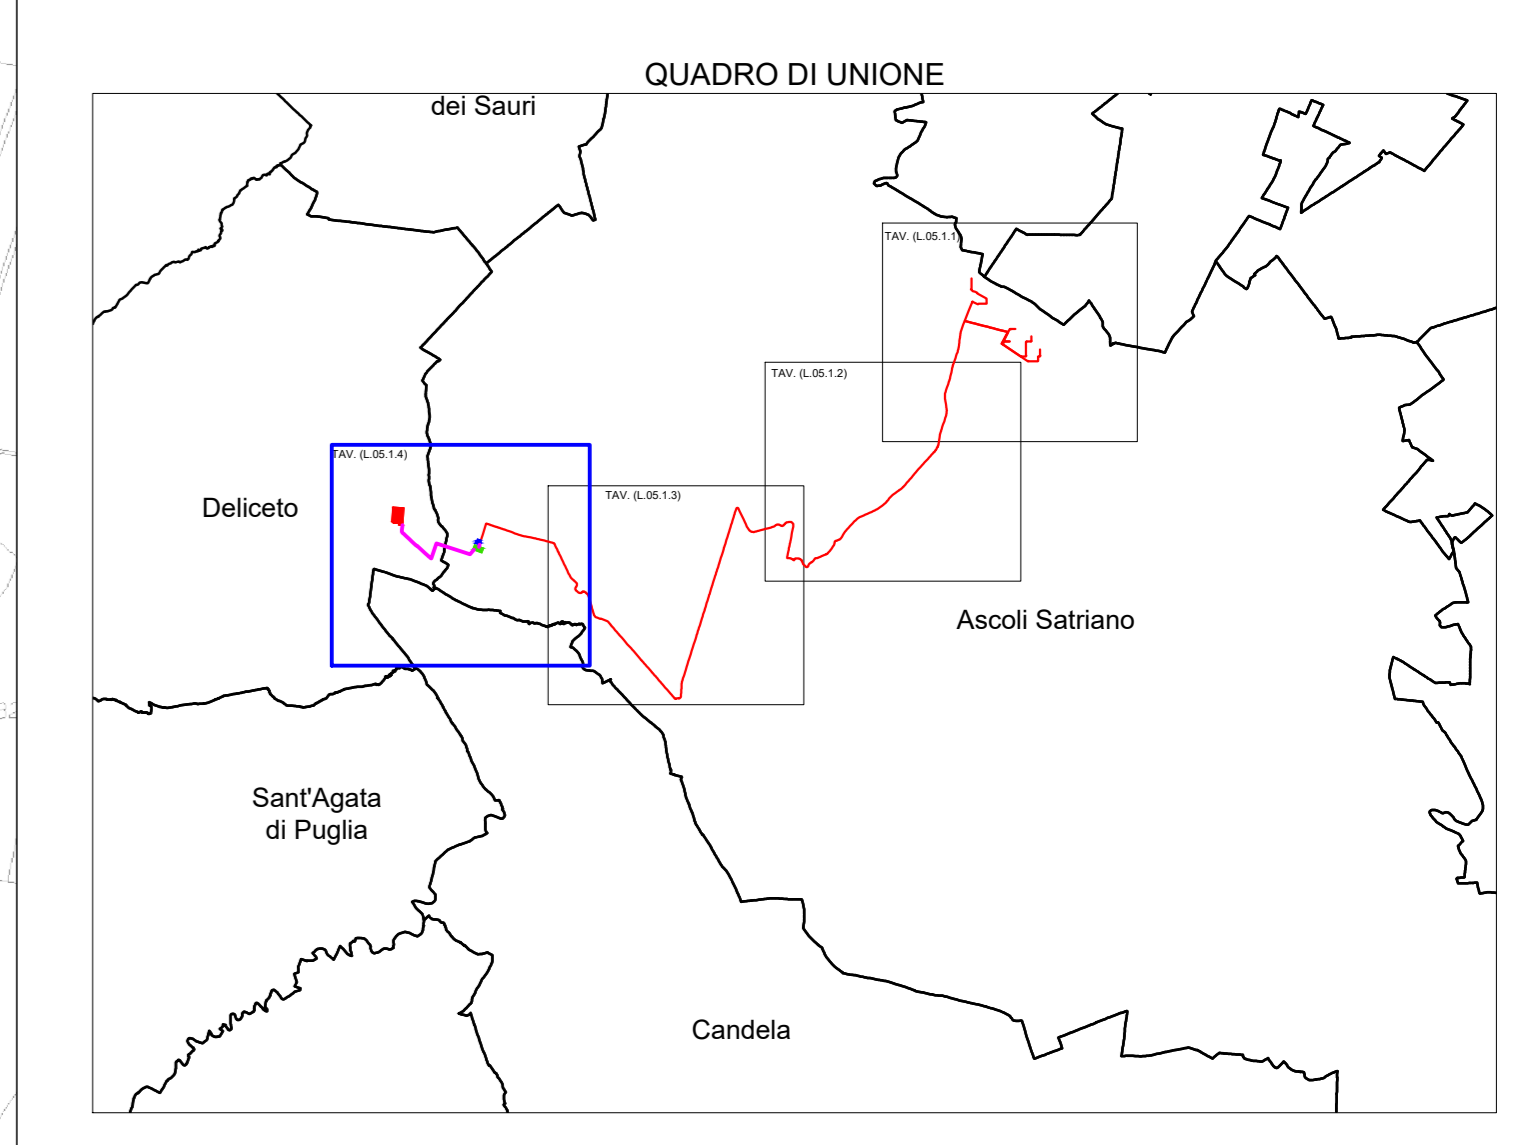 QUADRO DI UNIONE
dei Sauri
TAV. (L.05.1.1)
TAV. (L.05.1.2)
TAV. (L.05.1.4)
TAV. (L.05.1.3)
Deliceto
Ascoli Satriano
Sant'Agata
di Puglia
Candela